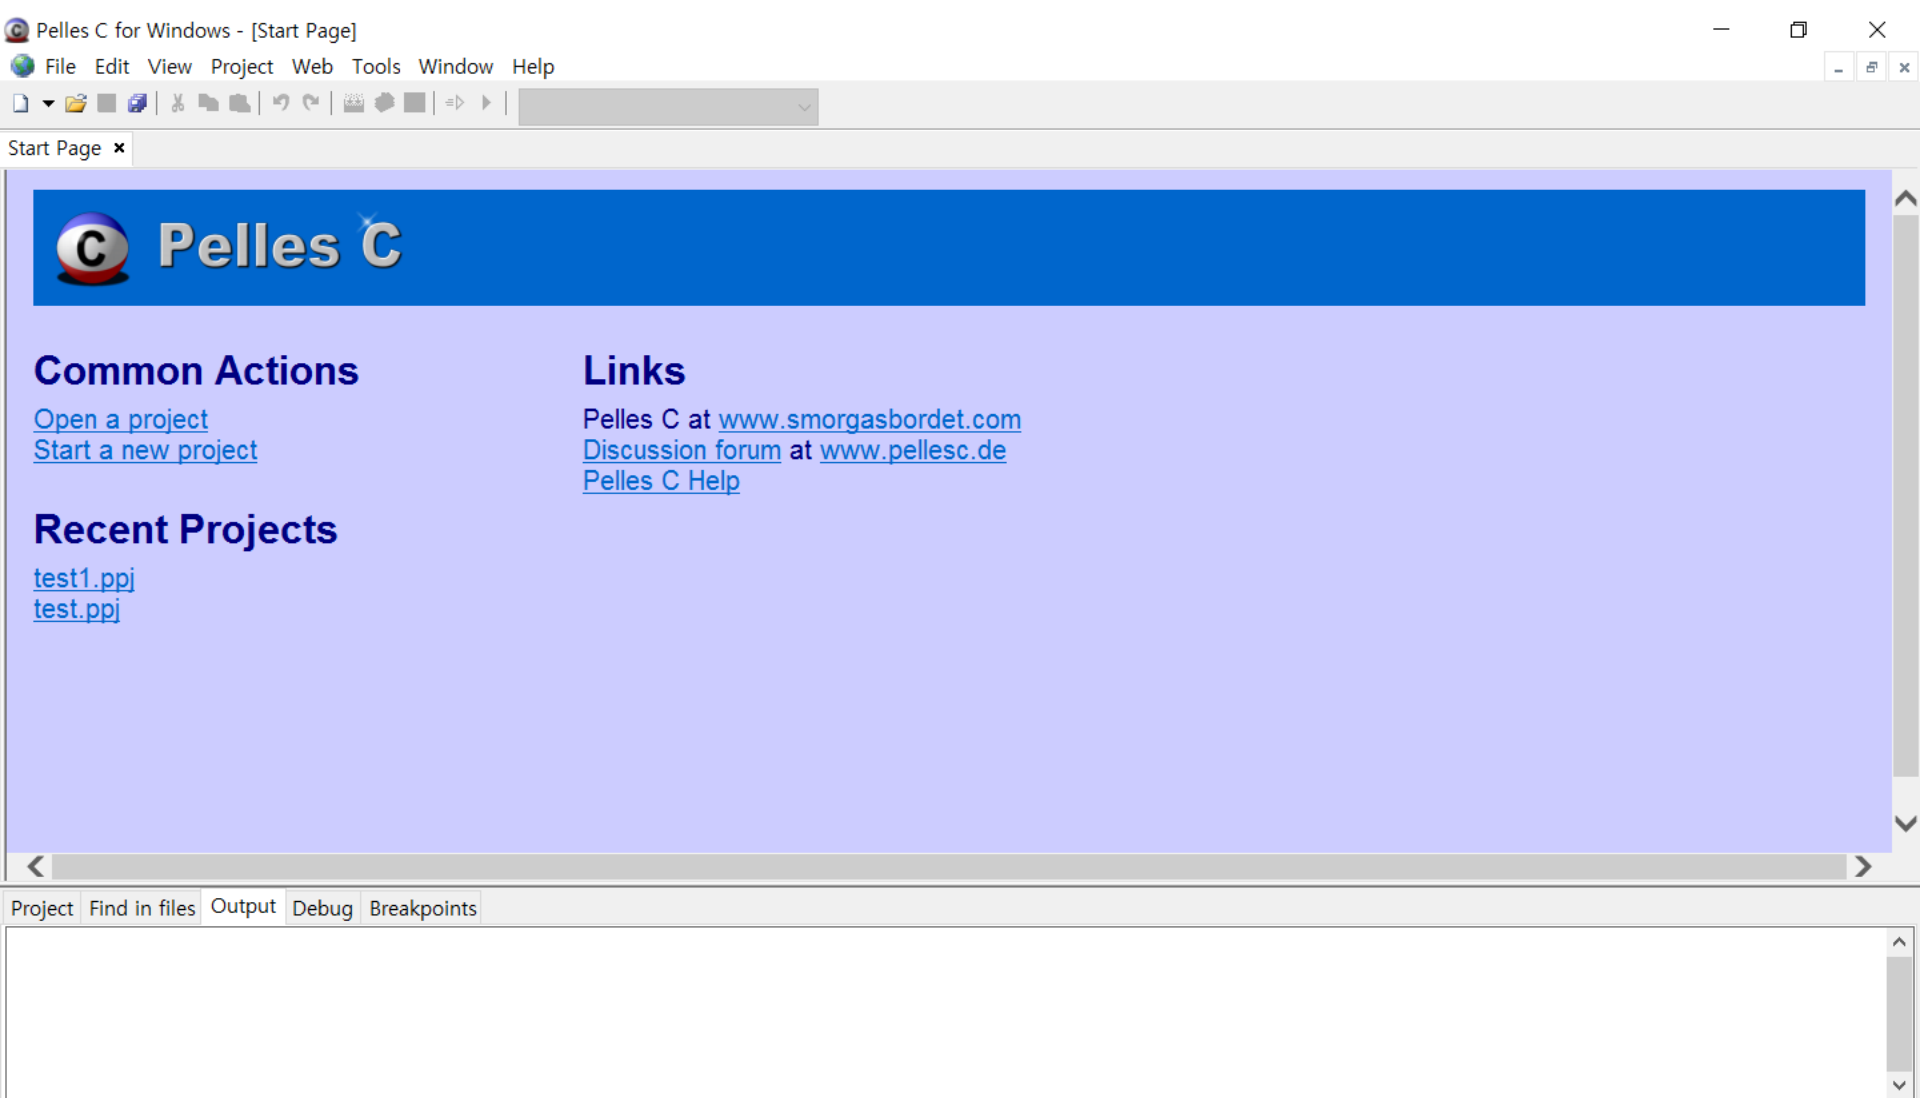 Pelles C for Windows - [Start Page]
File Edit View Project Web Tools Window Help
Start Page
C Pelles C
Common Actions
Open a project
Start a new project
Links
Pelles C at www.smorgasbordet.com
Discussion forum at www.pellesc.de
Pelles C Help
Recent Projects
test1.ppj
test.ppj
Project Find in files Output Debug Breakpoints